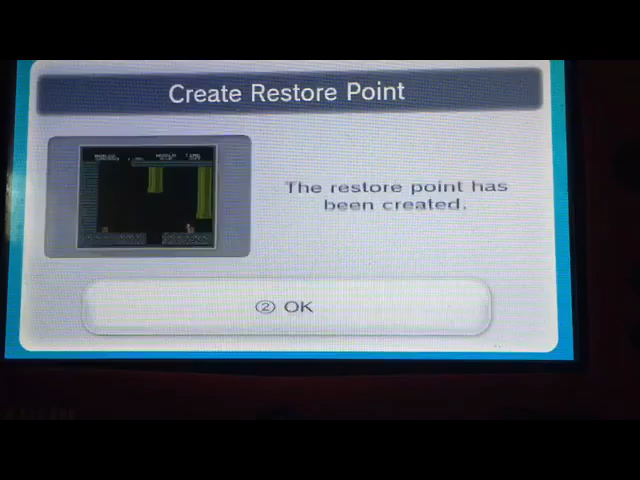 Create Restore Point
The restore point has
been created.
② OK